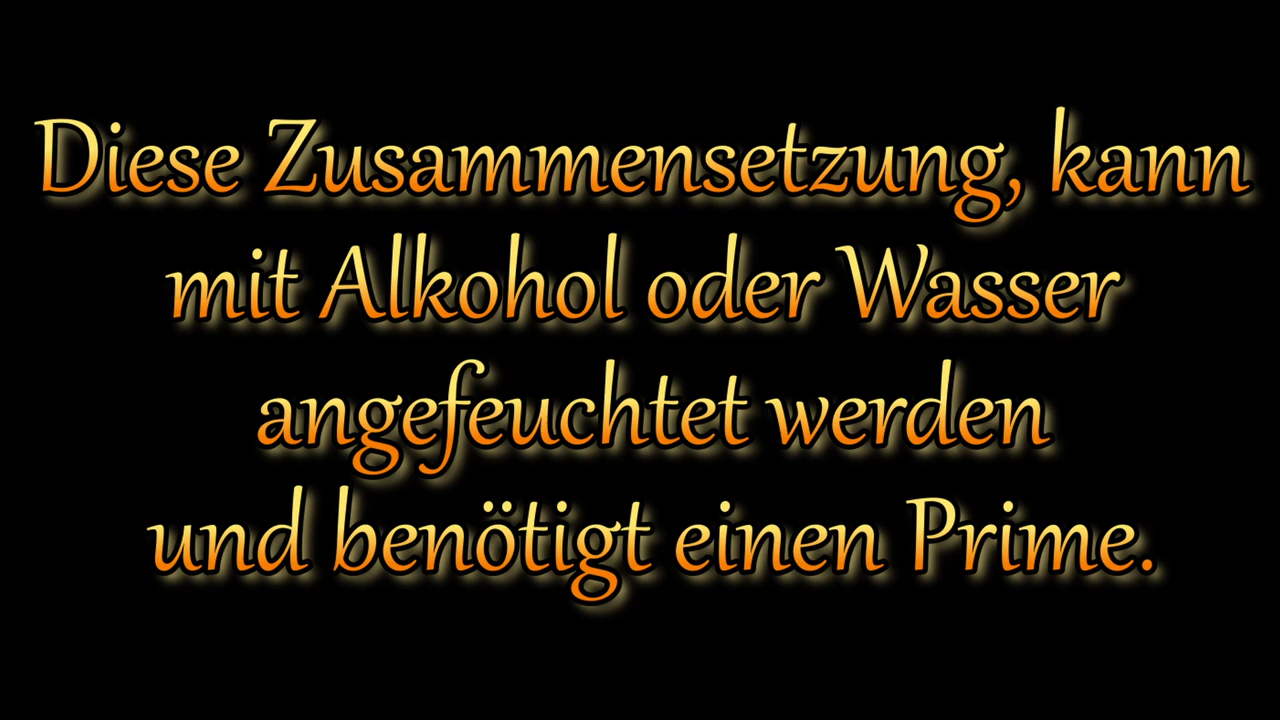 Diese Zusammensetzung, kann
mit Alkohol oder Wasser
angefeuchtet werden
und benötigt einen Prime.